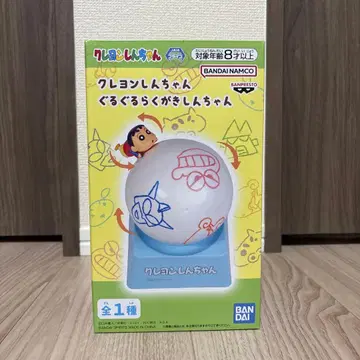 クレヨンしんちゃん
対象年齢8才以上
BANDAI NAMCO
BANPRESTO
クレヨンしんちゃん
ぐるぐるらくがきしんちゃん
クレヨンしんちゃん
全1種
BAN
DAI